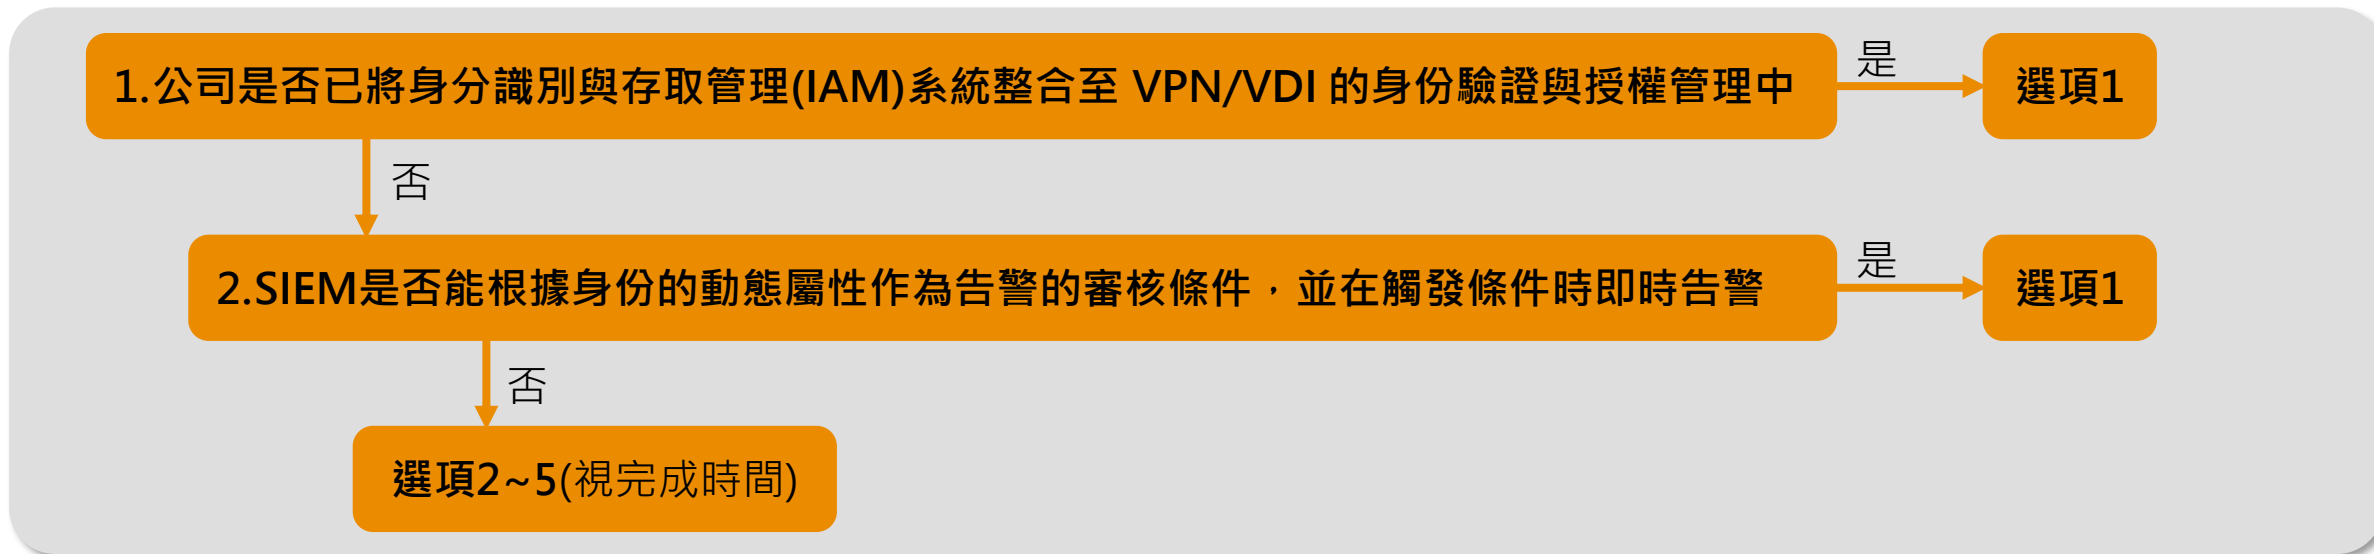 1.公司是否已將身分識別與存取管理(IAM)系統整合至 VPN/VDI 的身份驗證與授權管理中
是
選項1
否
2.SIEM是否能根據身份的動態屬性作為告警的審核條件，並在觸發條件時即時告警
是
選項1
否
選項2~5(視完成時間)